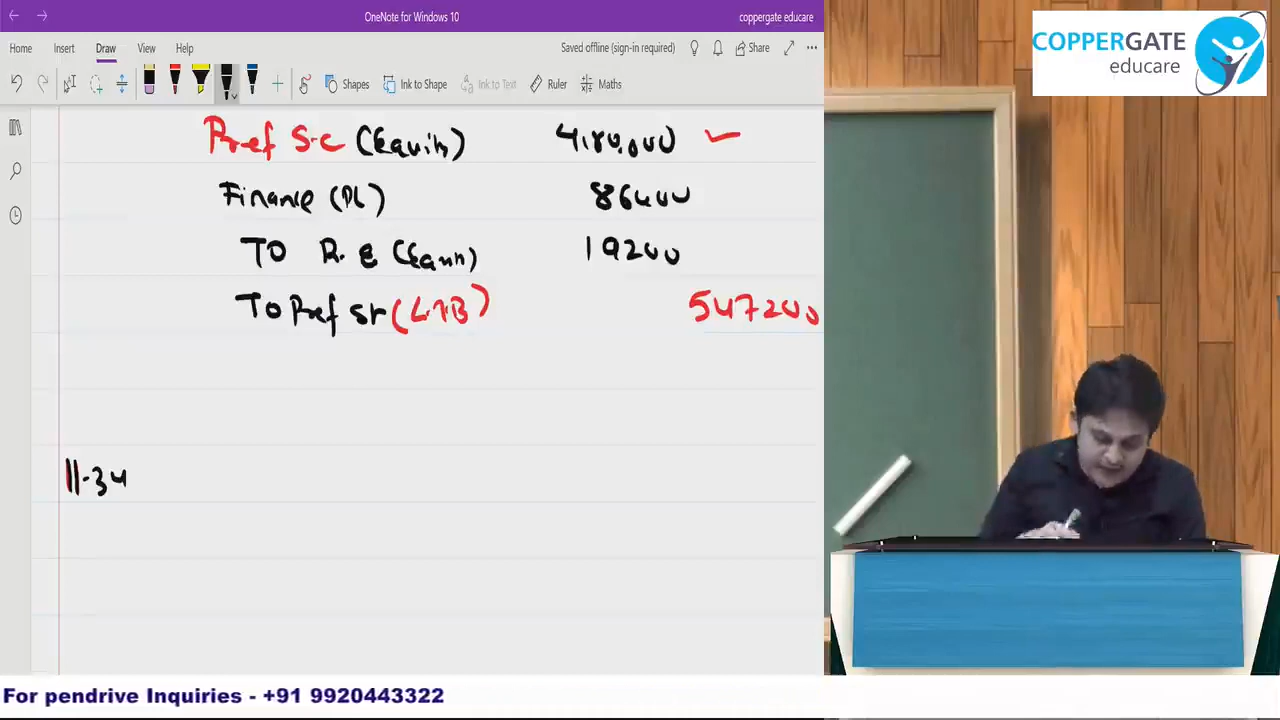 OneNote for Windows 10
coppergate educare
Home Insert Draw View Help
Saved offline (sign-in required) Share
Shapes Ink to Shape Ink to Text Ruler Maths
COPPERGATE
educare
Pref S.C (Equity) 4,80,000
Finance (PL) 86400
To R.E (Equity) 19200
To Pref Sr (LTB) 547200
11.34
For pendrive Inquiries - +91 9920443322